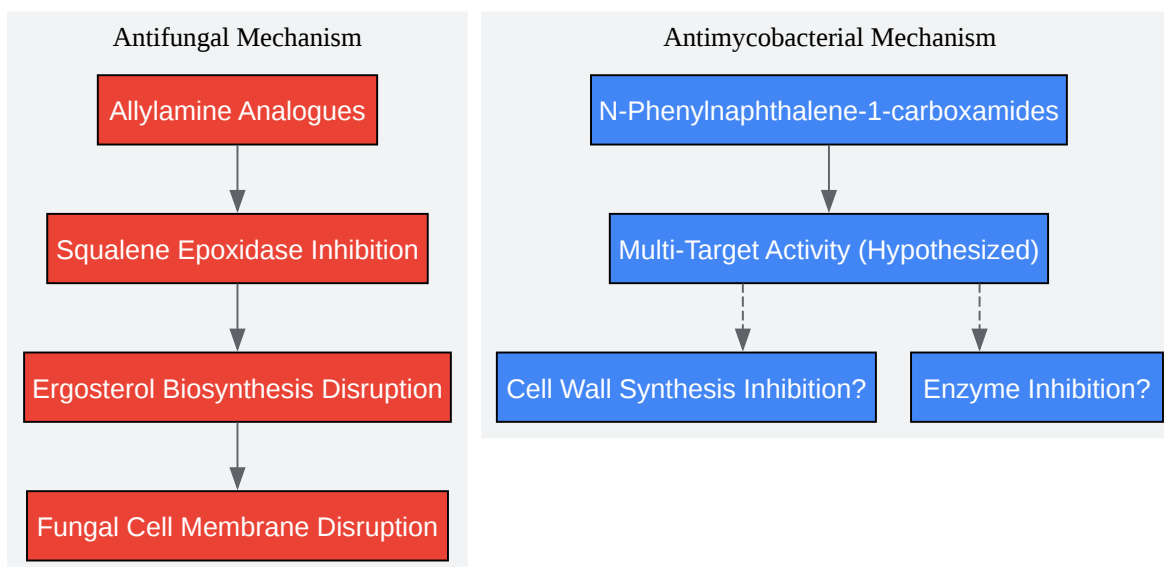 Antifungal Mechanism
Allylamine Analogues
Squalene Epoxidase Inhibition
Ergosterol Biosynthesis Disruption
Fungal Cell Membrane Disruption
Antimycobacterial Mechanism
N-Phenylnaphthalene-1-carboxamides
Multi-Target Activity (Hypothesized)
Cell Wall Synthesis Inhibition?
Enzyme Inhibition?